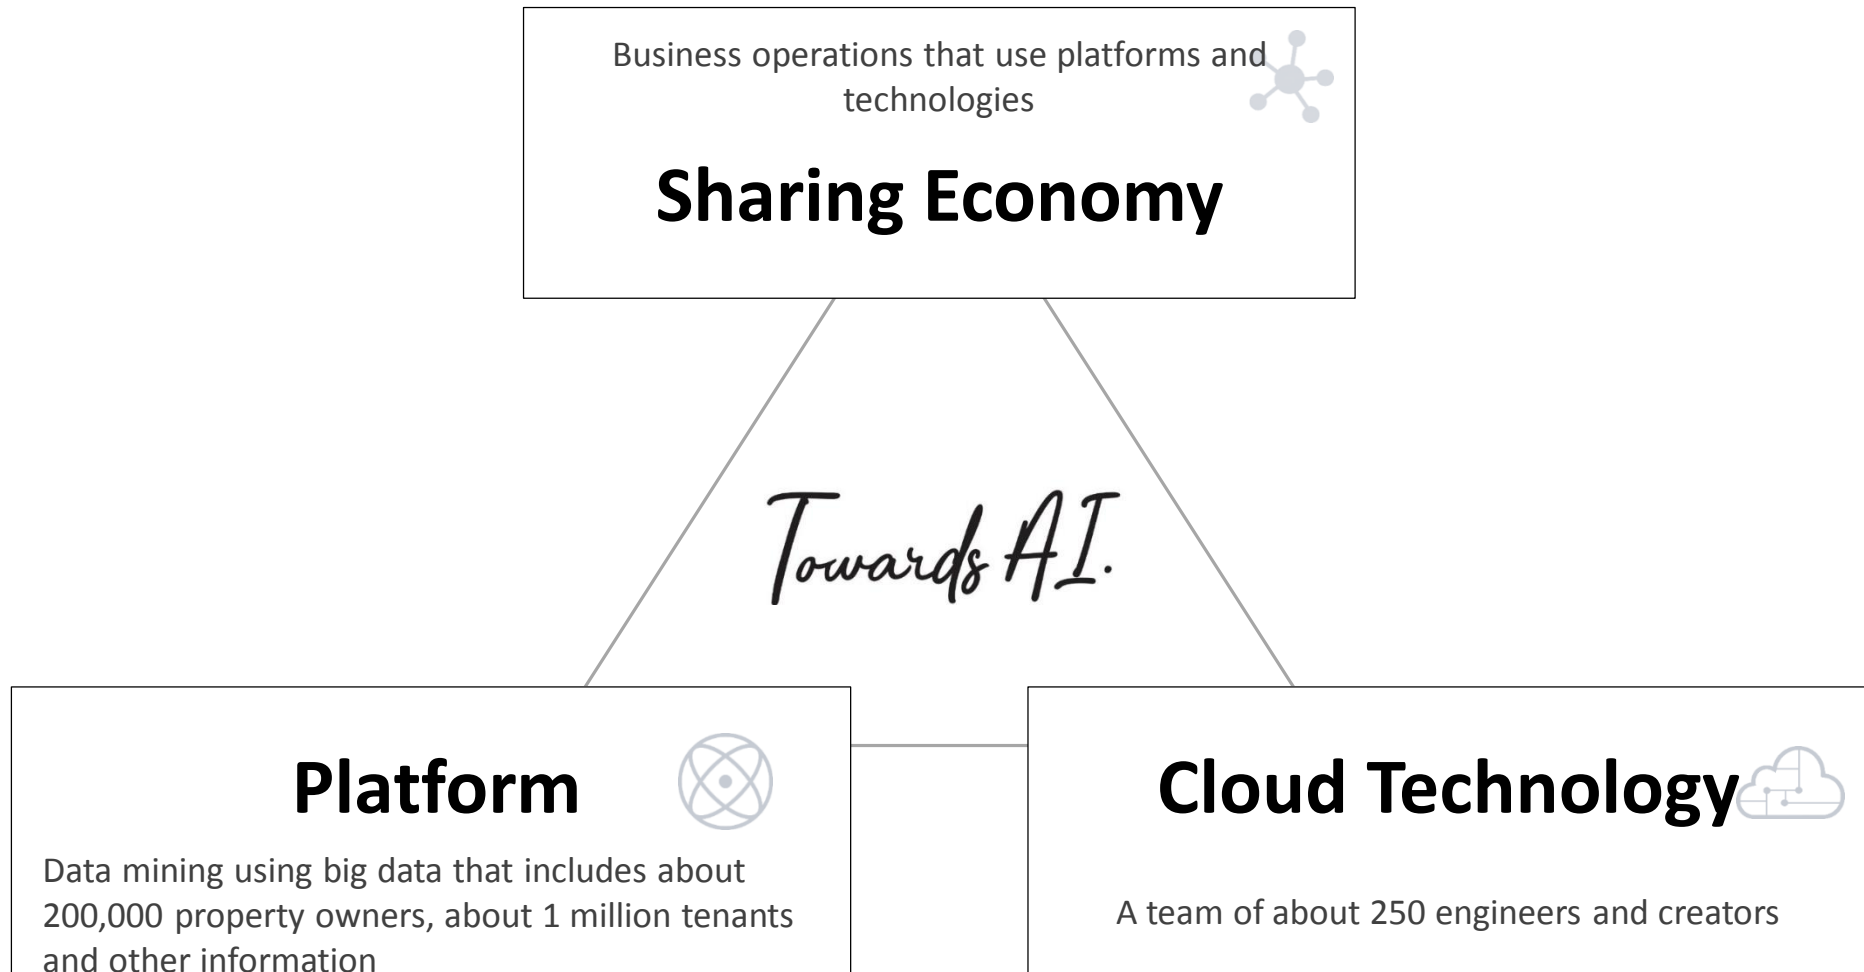 Business operations that use platforms and
technologies
Sharing Economy
Towards AI.
Platform
Data mining using big data that includes about
200,000 property owners, about 1 million tenants
and other information
Cloud Technology
A team of about 250 engineers and creators